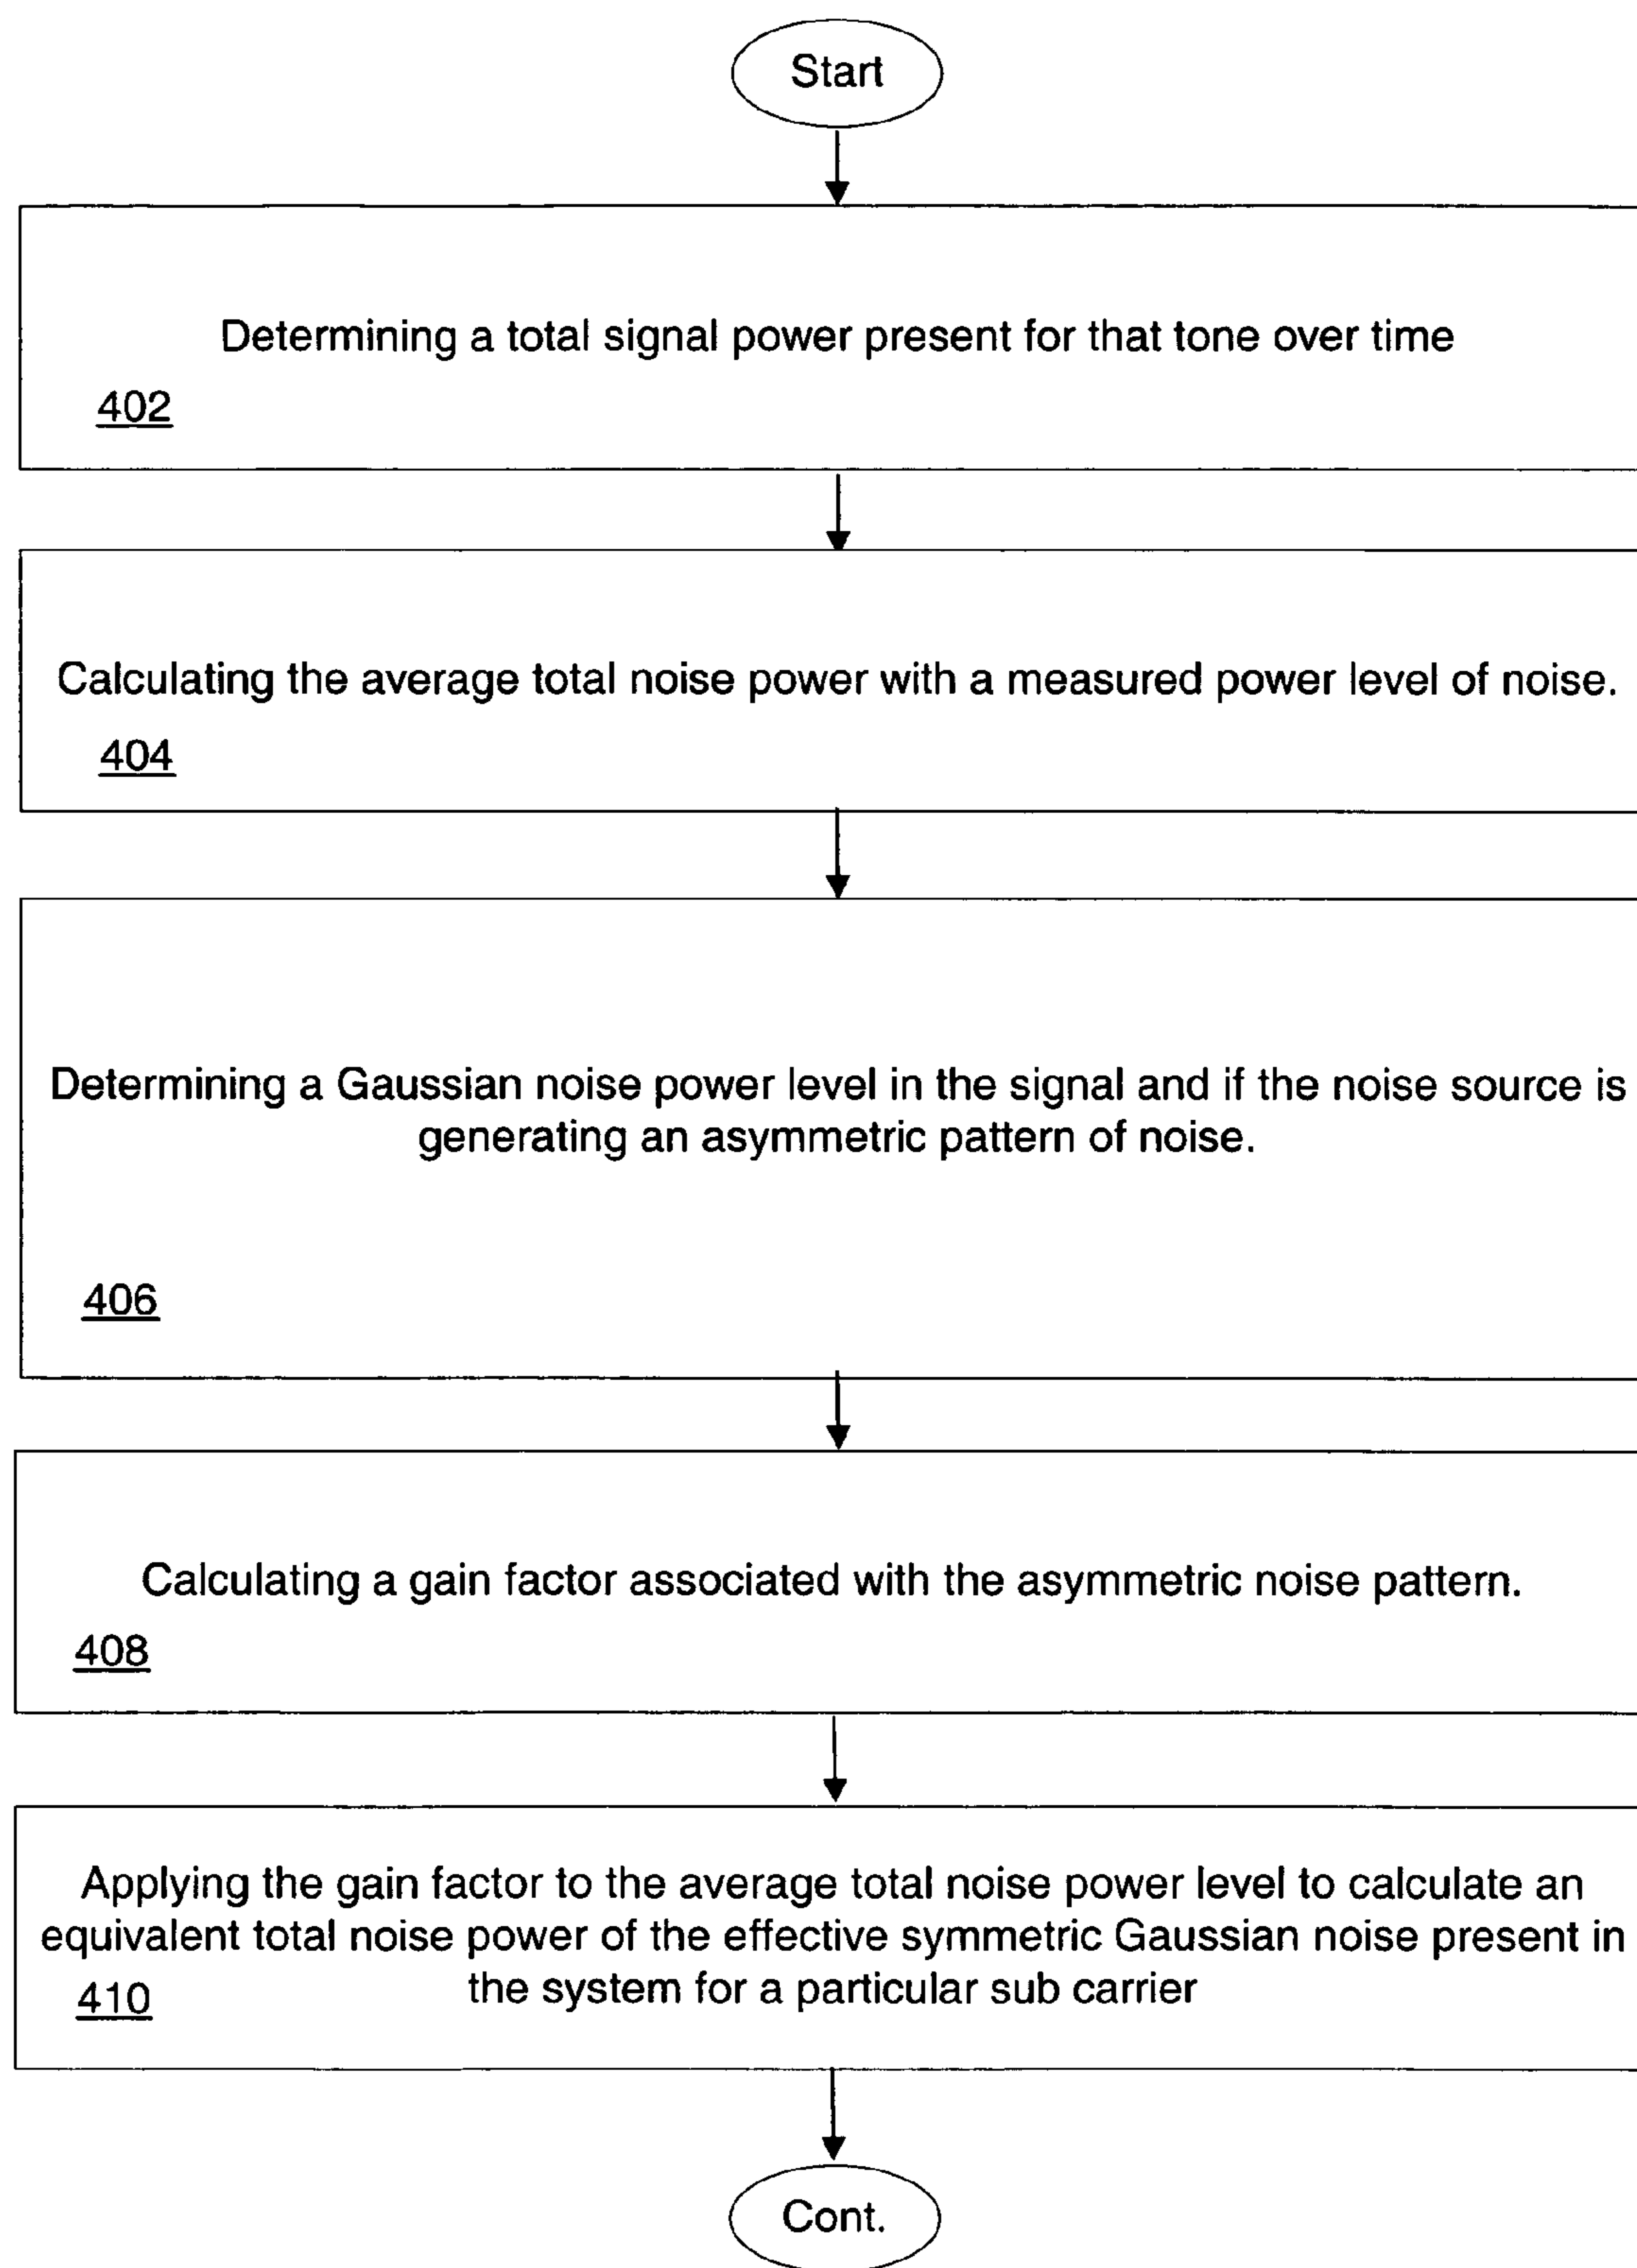 Start
Determining a total signal power present for that tone over time
402
Calculating the average total noise power with a measured power level of noise.
404
Determining a Gaussian noise power level in the signal and if the noise source is
generating an asymmetric pattern of noise.
406
Calculating a gain factor associated with the asymmetric noise pattern.
408
Applying the gain factor to the average total noise power level to calculate an
equivalent total noise power of the effective symmetric Gaussian noise present in
the system for a particular sub carrier
410
Cont.